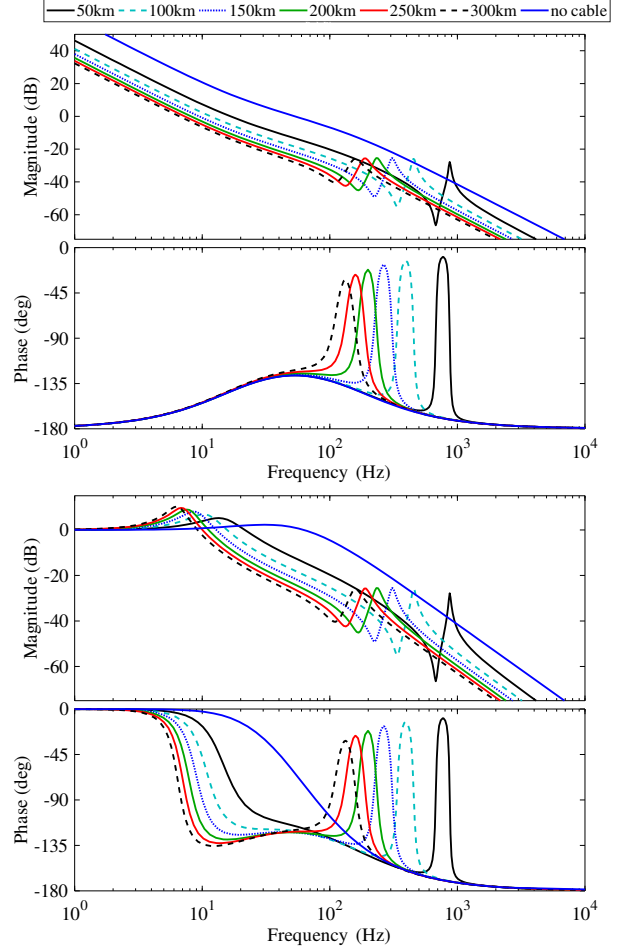 50km 100km 150km 200km 250km 300km no cable
40
20
0
-20
-40
-60
Magnitude (dB)
0
-45
-90
-135
-180
Phase (deg)
10^0 10^1 10^2 10^3 10^4
Frequency (Hz)
0
-20
-40
-60
Magnitude (dB)
0
-45
-90
-135
-180
Phase (deg)
10^0 10^1 10^2 10^3 10^4
Frequency (Hz)